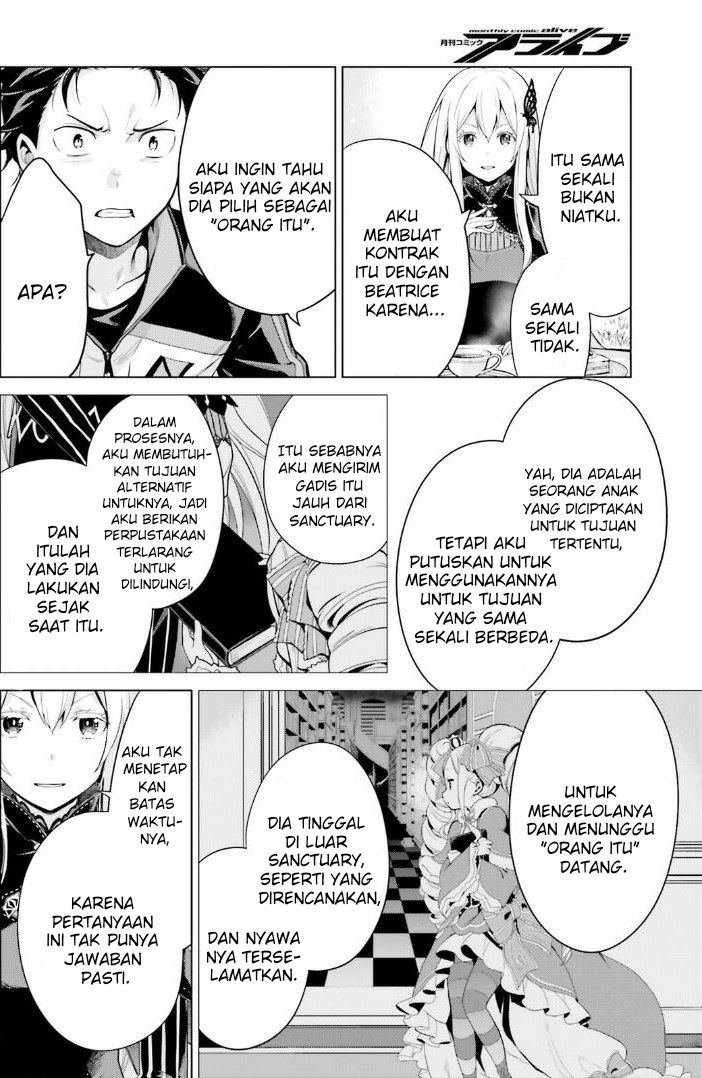 monthly comic alive
月刊コミック
アライブ
ITU SAMA
SEKALI
BUKAN
NIATKU.
SAMA
SEKALI
TIDAK.
AKU
MEMBUAT
KONTRAK
ITU DENGAN
BEATRICE
KARENA...
AKU INGIN TAHU
SIAPA YANG AKAN
DIA PILIH SEBAGAI
"ORANG ITU".
APA?
YAH, DIA ADALAH
SEORANG ANAK
YANG DICIPTAKAN
UNTUK TUJUAN
TERTENTU,
TETAPI AKU
PUTUSKAN UNTUK
MENGGUNAKANNYA
UNTUK TUJUAN
YANG SAMA
SEKALI BERBEDA.
ITU SEBABNYA
AKU MENGIRIM
GADIS ITU
JAUH DARI
SANCTUARY.
DALAM
PROSESNYA,
AKU MEMBUTUH-
KAN TUJUAN
ALTERNATIF
UNTUKNYA, JADI
AKU BERIKAN
PERPUSTAKAAN
TERLARANG
UNTUK
DILINDUNGI,
DAN
ITULAH
YANG DIA
LAKUKAN
SEJAK
SAAT ITU.
UNTUK
MENGELOLANYA
DAN MENUNGGU
"ORANG ITU"
DATANG.
DIA TINGGAL
DI LUAR
SANCTUARY,
SEPERTI YANG
DIRENCANAKAN,
DAN NYAWA
NYA TERSE-
LAMATKAN.
AKU TAK
MENETAP
KAN
BATAS
WAKTU-
NYA,
KARENA
PERTANYAAN
INI TAK PUNYA
JAWABAN
PASTI.